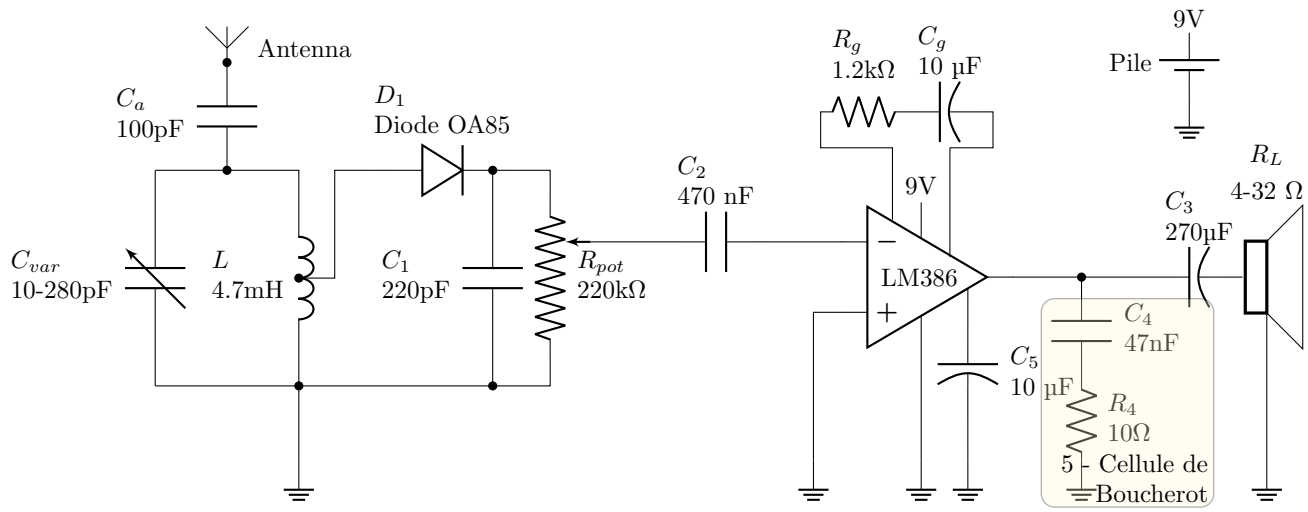 Antenna
C_a
100pF
C_var
10-280pF
L
4.7mH
D_1
Diode OA85
C_1
220pF
R_pot
220kΩ
C_2
470 nF
R_g
1.2kΩ
C_g
10 µF
9V
−
LM386
+
C_5
10 µF
9V
Pile
C_3
270µF
R_L
4-32 Ω
C_4
47nF
R_4
10Ω
5 - Cellule de
Boucherot